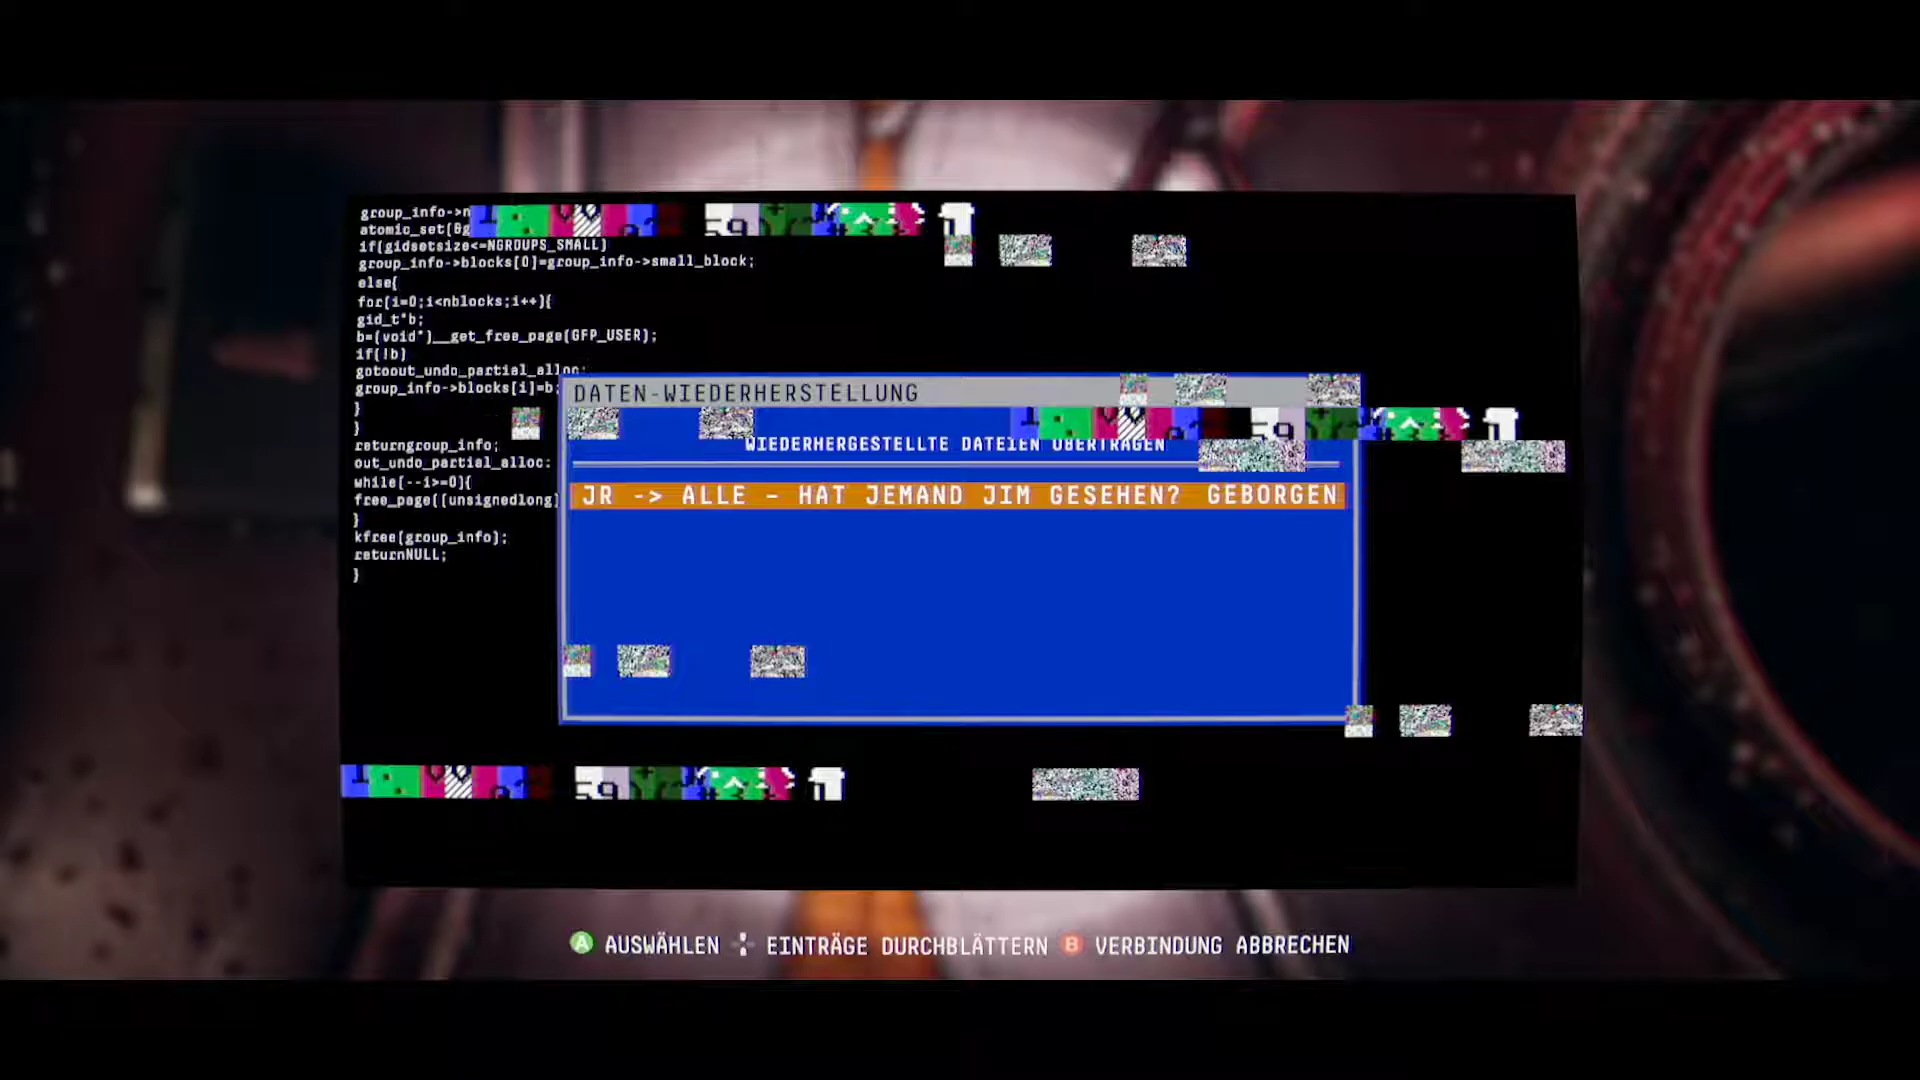 group_info->n
atomic_set[&g
if[gidsetsize<=NGROUPS_SMALL]
group_info->blocks[0]=group_info->small_block;
else{
for[i=0;i<nblocks;i++]{
gid_t*b;
b=[void*]__get_free_page[GFP_USER];
if[!b]
gotoout_undo_partial_alloc;
group_info->blocks[i]=b;
}
}
returngroup_info;
out_undo_partial_alloc:
while[--i>=0]{
free_page[[unsignedlong]
}
kfree[group_info];
returnNULL;
}
DATEN-WIEDERHERSTELLUNG
WIEDERHERGESTELLTE DATEIEN ÜBERTRAGEN
JR -> ALLE - HAT JEMAND JIM GESEHEN? GEBORGEN
A AUSWÄHLEN EINTRÄGE DURCHBLÄTTERN B VERBINDUNG ABBRECHEN